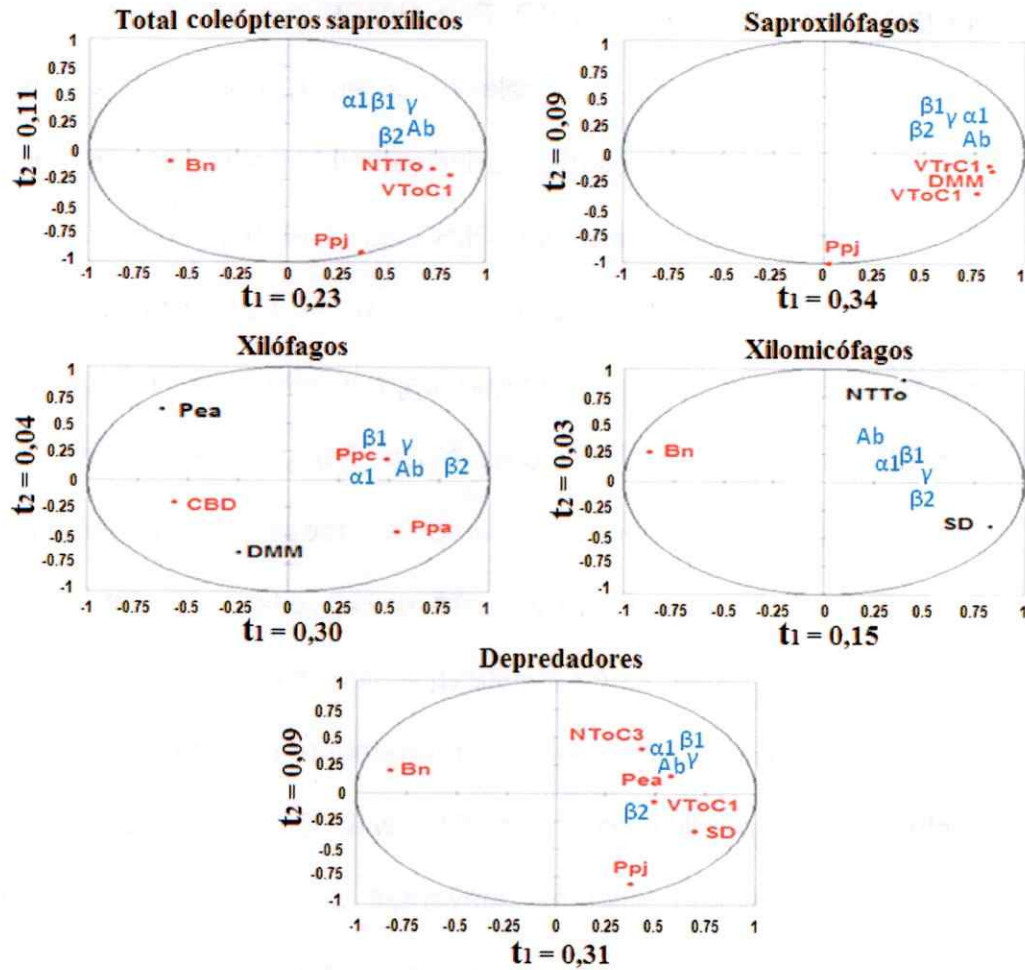 Total coleópteros saproxílicos
1
0.75
0.5
0.25
0
-0.25
-0.5
-0.75
-1
t2 = 0,11
α1 β1 γ
β2 Ab
Bn
NTTo
VToC1
Ppj
-1 -0.75 -0.5 -0.25 0 0.25 0.5 0.75 1
t1 = 0,23
Saproxilófagos
1
0.75
0.5
0.25
0
-0.25
-0.5
-0.75
-1
t2 = 0,09
β1 γ α1
β2 Ab
VTrC1
DMM
VToC1
Ppj
-1 -0.75 -0.5 -0.25 0 0.25 0.5 0.75 1
t1 = 0,34
Xilófagos
1
0.75
0.5
0.25
0
-0.25
-0.5
-0.75
-1
t2 = 0,04
Pea
β1 γ
Ppc
α1 Ab β2
CBD
Ppa
DMM
-1 -0.75 -0.5 -0.25 0 0.25 0.5 0.75 1
t1 = 0,30
Xilomicófagos
1
0.75
0.5
0.25
0
-0.25
-0.5
-0.75
-1
t2 = 0,03
NTTo
Ab
Bn
α1 β1
γ
β2
SD
-1 -0.75 -0.5 -0.25 0 0.25 0.5 0.75 1
t1 = 0,15
Depredadores
1
0.75
0.5
0.25
0
-0.25
-0.5
-0.75
-1
t2 = 0,09
NToC3
α1 β1
Ab γ
Bn
Pea
β2 VToC1
SD
Ppj
-1 -0.75 -0.5 -0.25 0 0.25 0.5 0.75 1
t1 = 0,31